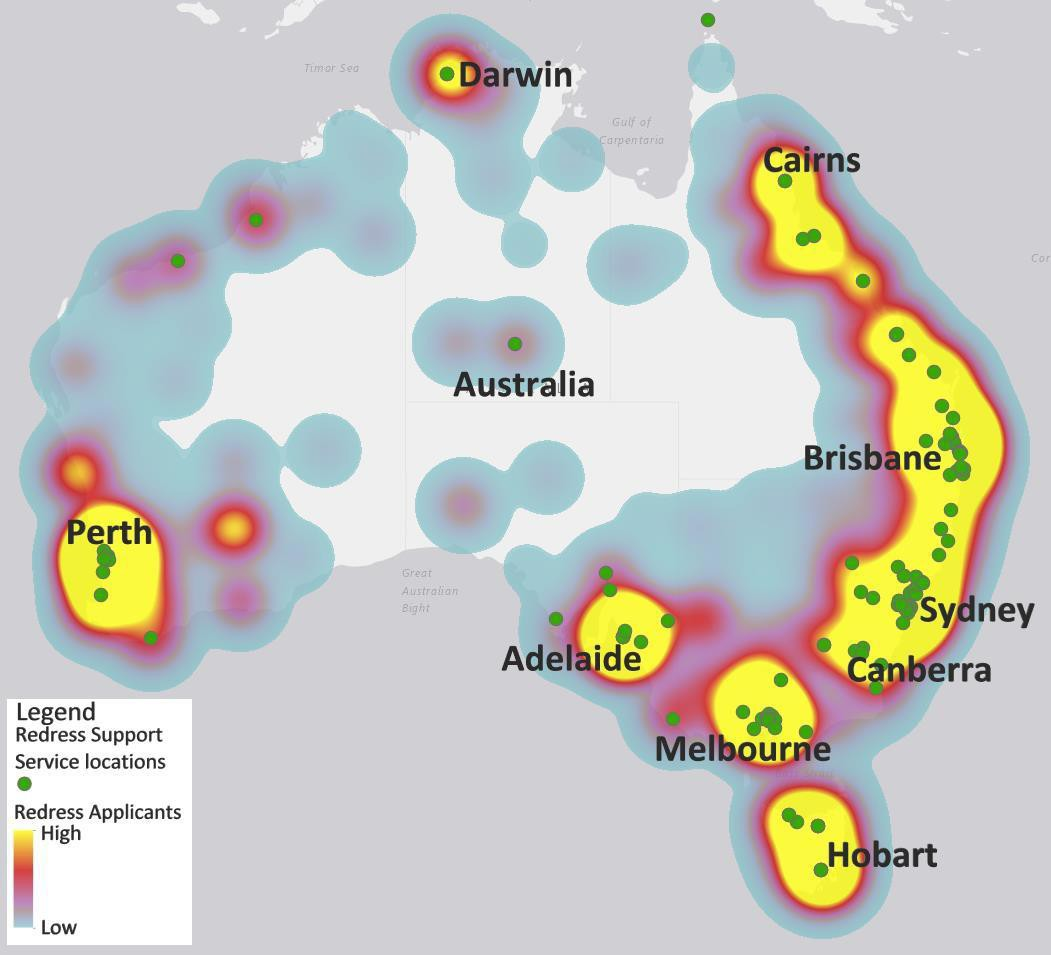 Timor Sea
Darwin
Gulf of
Carpentaria
Cairns
Cor
Australia
Brisbane
Perth
Great
Australian
Bight
Sydney
Adelaide
Canberra
Melbourne
Hobart
Legend
Redress Support
Service locations
Redress Applicants
High
Low